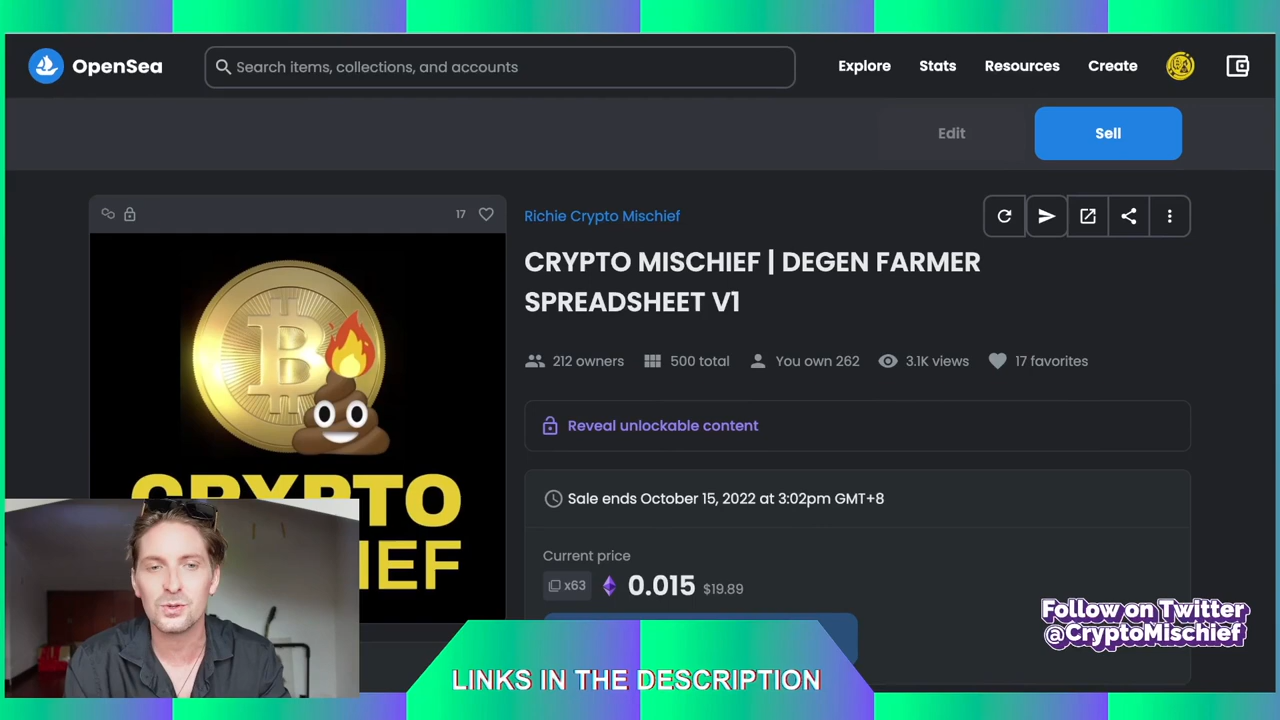 OpenSea
Search items, collections, and accounts
Explore
Stats
Resources
Create
Edit
Sell
17
Richie Crypto Mischief
CRYPTO MISCHIEF | DEGEN FARMER
SPREADSHEET V1
212 owners
500 total
You own 262
3.1K views
17 favorites
Reveal unlockable content
Sale ends October 15, 2022 at 3:02pm GMT+8
Current price
x63
0.015 $19.89
CRYPTO
HIEF
Follow on Twitter
@CryptoMischief
LINKS IN THE DESCRIPTION